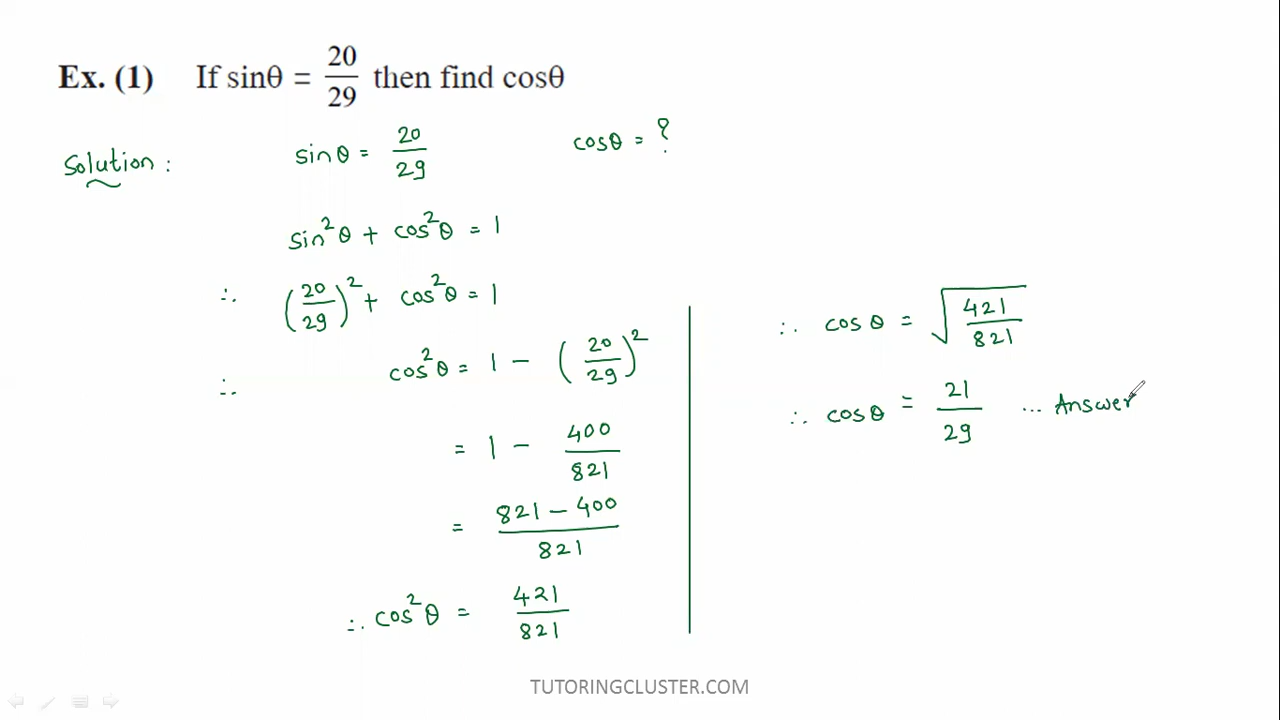 Ex. (1) If sinθ = 20/29 then find cosθ
Solution : sinθ = 20/29 cosθ = ?
sin²θ + cos²θ = 1
∴ (20/29)² + cos²θ = 1
∴ cos²θ = 1 − (20/29)²
= 1 − 400/821
= 821 − 400/821
∴ cos²θ = 421/821
∴ cosθ = √421/821
∴ cosθ = 21/29 ... Answer
TUTORINGCLUSTER.COM